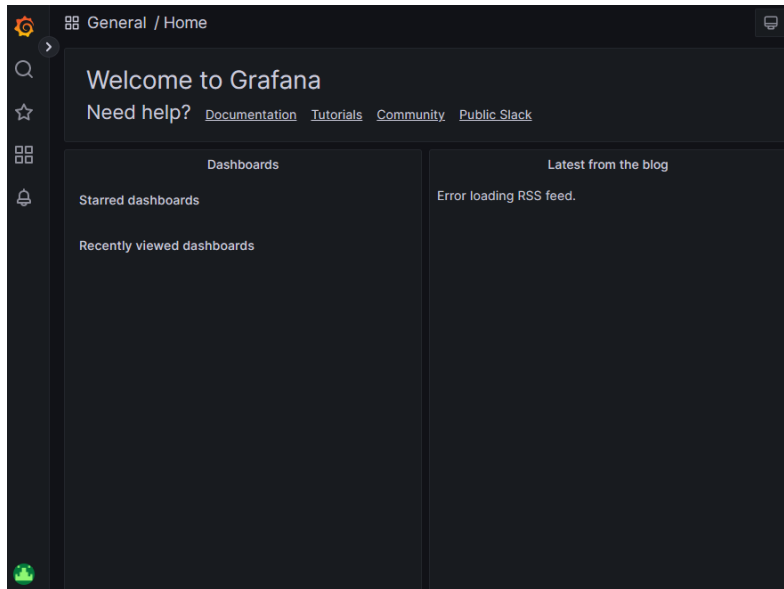 General / Home
Welcome to Grafana
Need help? Documentation Tutorials Community Public Slack
Dashboards
Starred dashboards
Recently viewed dashboards
Latest from the blog
Error loading RSS feed.